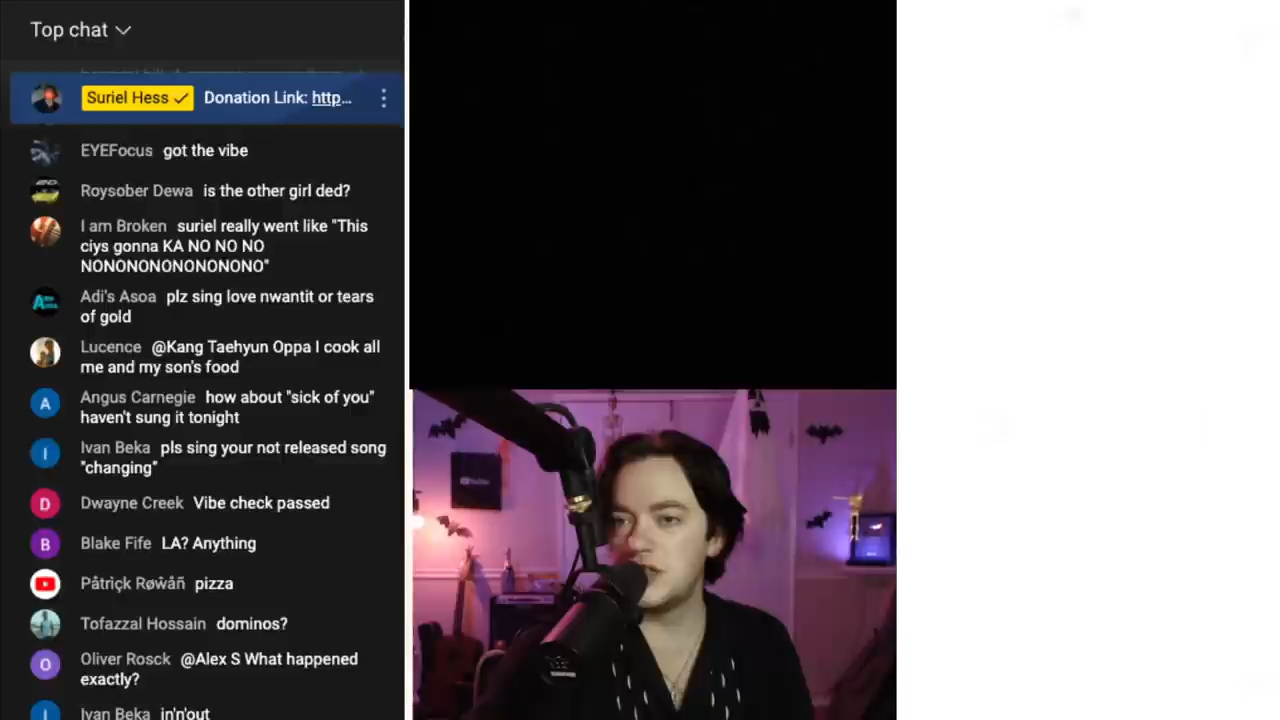 Top chat
Suriel Hess Donation Link: http...
EYEFocus got the vibe
Roysober Dewa is the other girl ded?
I am Broken suriel really went like "This
ciys gonna KA NO NO NO
NONONONONONONONO"
Adi's Asoa plz sing love nwantit or tears
of gold
Lucence @Kang Taehyun Oppa I cook all
me and my son's food
Angus Carnegie how about "sick of you"
haven't sung it tonight
Ivan Beka pls sing your not released song
"changing"
Dwayne Creek Vibe check passed
Blake Fife LA? Anything
Påtriçk Røŵåñ pizza
Tofazzal Hossain dominos?
Oliver Rosck @Alex S What happened
exactly?
Ivan Beka in'n'out